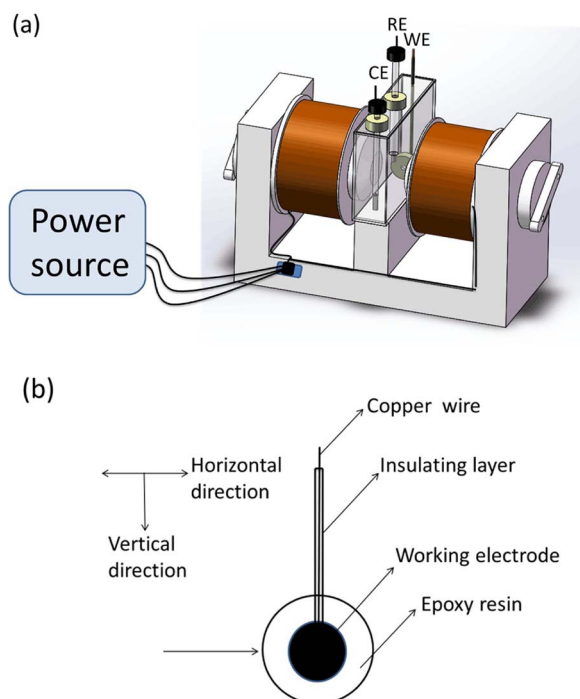 (a)
RE
WE
CE
Power
source
(b)
Copper wire
Horizontal
direction
Insulating layer
Vertical
direction
Working electrode
Epoxy resin